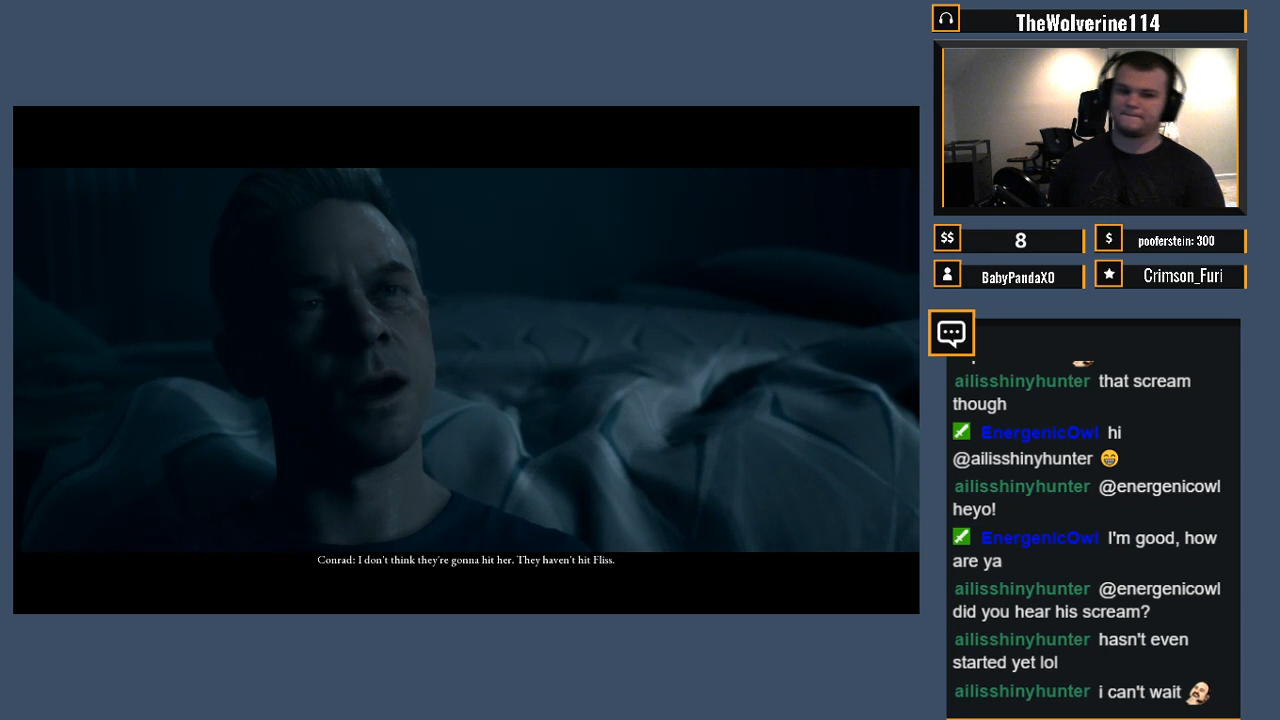 TheWolverine114
$$
8
$
pooferstein: 300
BabyPandaXO
Crimson_Furi
ailisshinyhunter that scream
though
EnergenicOwl hi
@ailisshinyhunter 😁
ailisshinyhunter @energenicowl
heyo!
EnergenicOwl I'm good, how
are ya
ailisshinyhunter @energenicowl
did you hear his scream?
ailisshinyhunter hasn't even
started yet lol
ailisshinyhunter i can't wait
Conrad: I don't think they're gonna hit her. They haven't hit Fliss.